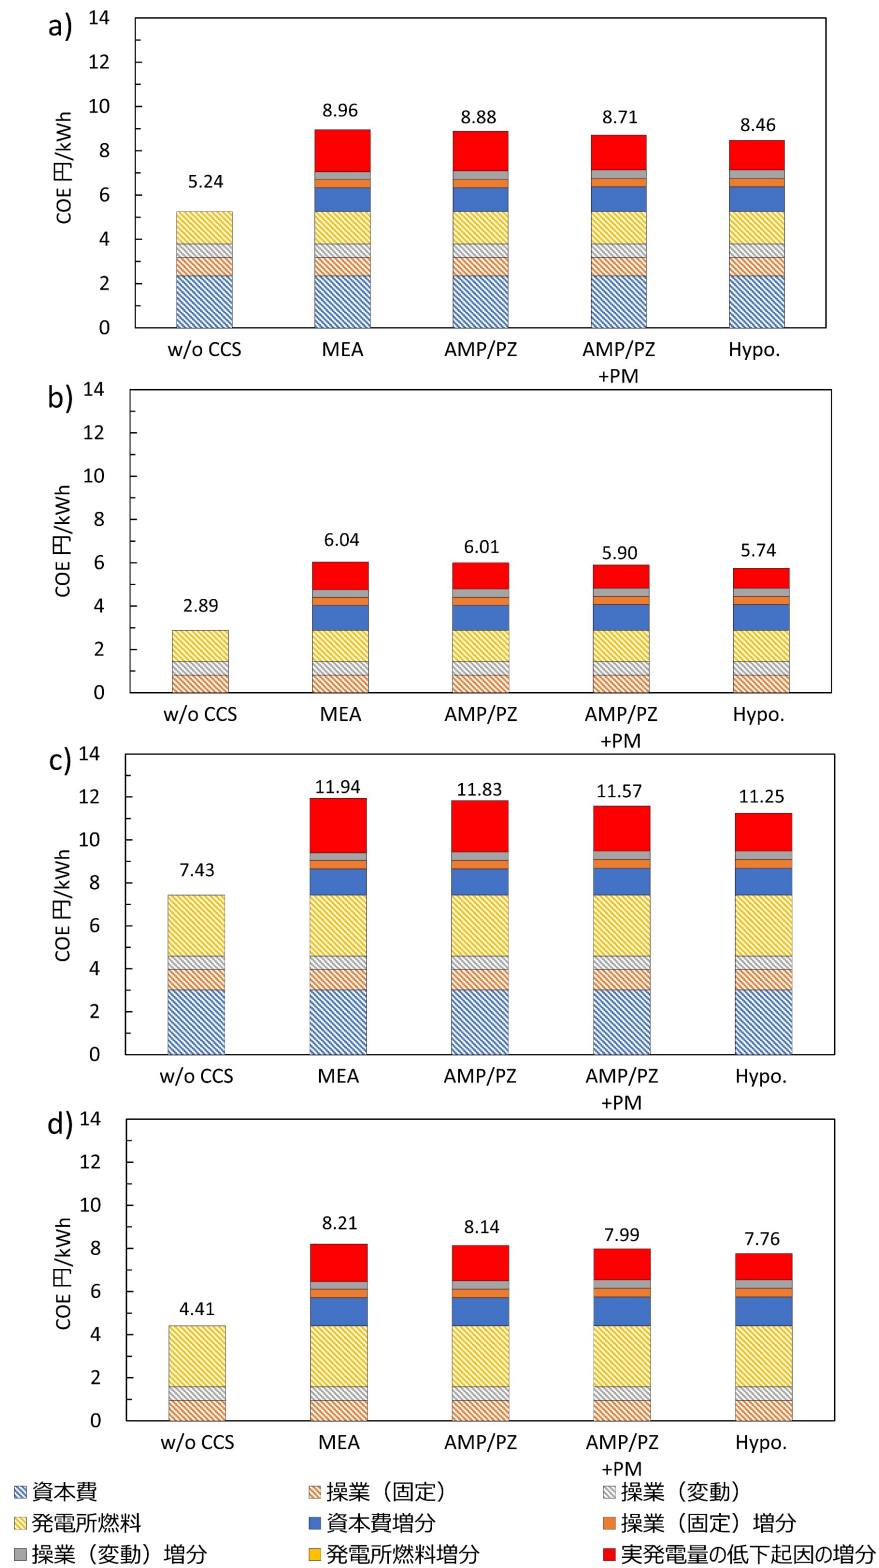 a)
COE 円/kWh
14
12
10
8
6
4
2
0
5.24
8.96
8.88
8.71
8.46
w/o CCS
MEA
AMP/PZ
AMP/PZ
+PM
Hypo.
b)
COE 円/kWh
14
12
10
8
6
4
2
0
2.89
6.04
6.01
5.90
5.74
w/o CCS
MEA
AMP/PZ
AMP/PZ
+PM
Hypo.
c)
COE 円/kWh
14
12
10
8
6
4
2
0
7.43
11.94
11.83
11.57
11.25
w/o CCS
MEA
AMP/PZ
AMP/PZ
+PM
Hypo.
d)
COE 円/kWh
14
12
10
8
6
4
2
0
4.41
8.21
8.14
7.99
7.76
w/o CCS
MEA
AMP/PZ
AMP/PZ
+PM
Hypo.
資本費
操業（固定）
操業（変動）
発電所燃料
資本費増分
操業（固定）増分
操業（変動）増分
発電所燃料増分
実発電量の低下起因の増分